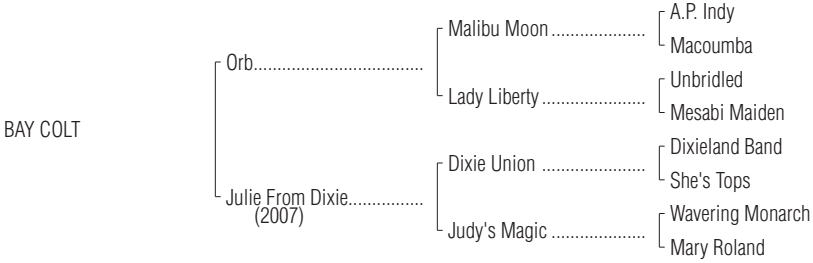 A.P. Indy
Malibu Moon .....................
Macoumba
Orb..................................
Unbridled
Lady Liberty ......................
Mesabi Maiden
BAY COLT
Dixieland Band
Dixie Union .....................
She's Tops
Julie From Dixie................
(2007)
Wavering Monarch
Judy's Magic ...................
Mary Roland